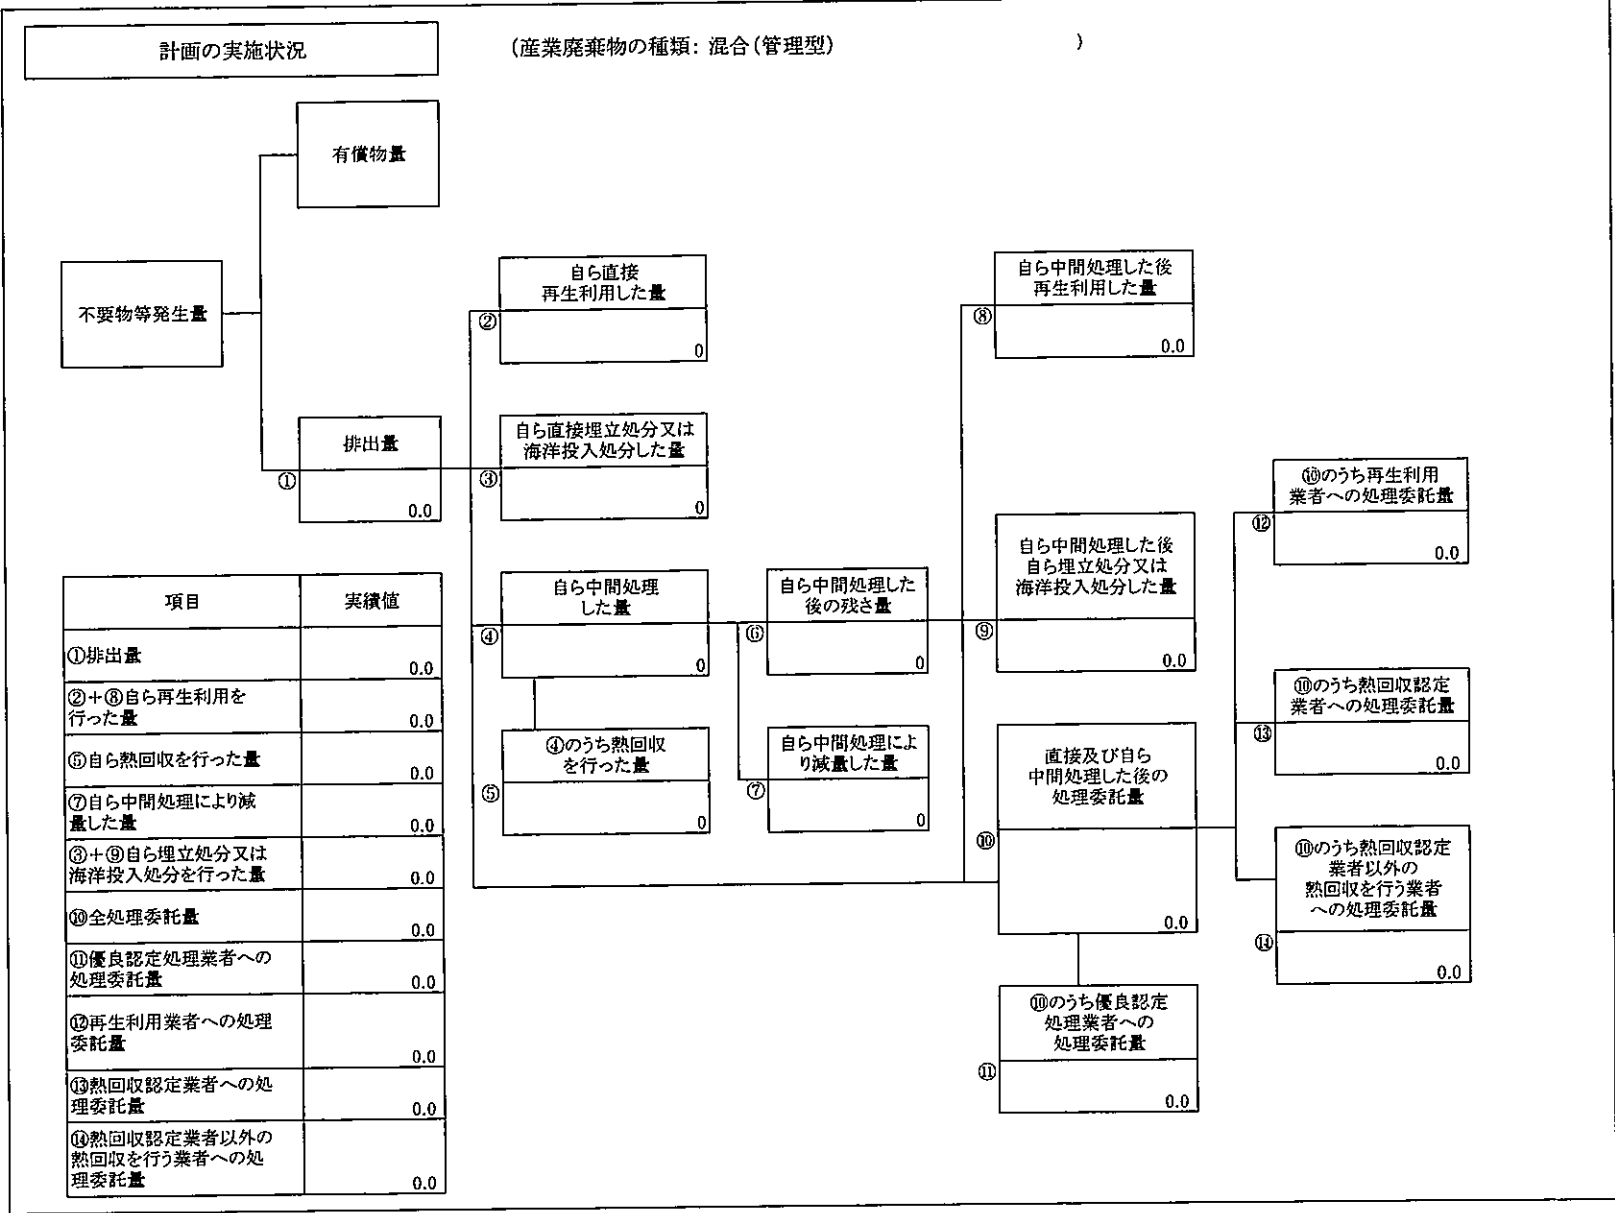 計画の実施状況
(産業廃棄物の種類: 混合(管理型) )
有償物量
不要物等発生量
排出量
①
0.0
自ら直接
再生利用した量
②
0
自ら直接埋立処分又は
海洋投入処分した量
③
0
自ら中間処理
した量
④
0
④のうち熱回収
を行った量
⑤
0
自ら中間処理した
後の残さ量
⑥
0
自ら中間処理によ
り減量した量
⑦
0
自ら中間処理した後
再生利用した量
⑧
0.0
自ら中間処理した後
自ら埋立処分又は
海洋投入処分した量
⑨
0.0
直接及び自ら
中間処理した後の
処理委託量
⑩
0.0
⑩のうち優良認定
処理業者への
処理委託量
⑪
0.0
⑩のうち再生利用
業者への処理委託量
⑫
0.0
⑩のうち熱回収認定
業者への処理委託量
⑬
0.0
⑩のうち熱回収認定
業者以外の
熱回収を行う業者
への処理委託量
⑭
0.0
項目 実績値
①排出量
0.0
②+⑧自ら再生利用を
行った量
0.0
⑤自ら熱回収を行った量
0.0
⑦自ら中間処理により減
量した量
0.0
③+⑨自ら埋立処分又は
海洋投入処分を行った量
0.0
⑩全処理委託量
0.0
⑪優良認定処理業者への
処理委託量
0.0
⑫再生利用業者への処理
委託量
0.0
⑬熱回収認定業者への処
理委託量
0.0
⑭熱回収認定業者以外の
熱回収を行う業者への処
理委託量
0.0